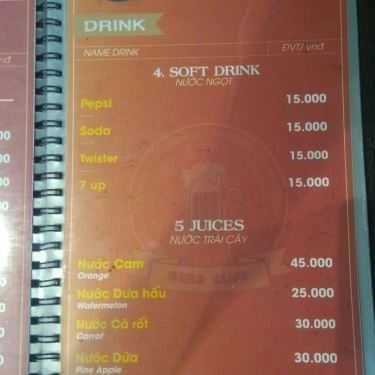 DRINK
NAME DRINK ĐVT/ vnđ
4. SOFT DRINK
NƯỚC NGỌT
Pepsi 15.000
Soda 15.000
Twister 15.000
7 up 15.000
5 JUICES
NƯỚC TRÁI CÂY
Nước Cam 45.000
Orange
Nước Dưa hấu 25.000
Watermelon
Nước Cà rốt 30.000
Carrot
Nước Dứa 30.000
Pine Apple